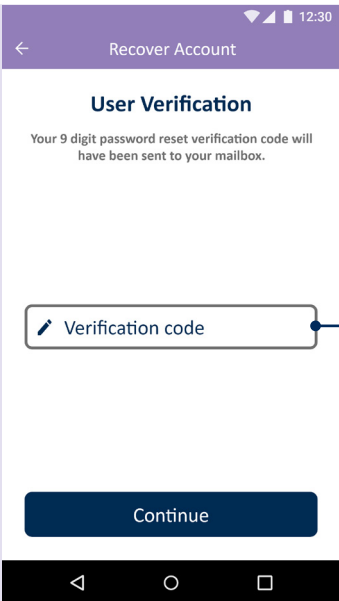 12:30
Recover Account
User Verification
Your 9 digit password reset verification code will
have been sent to your mailbox.
Verification code
Continue